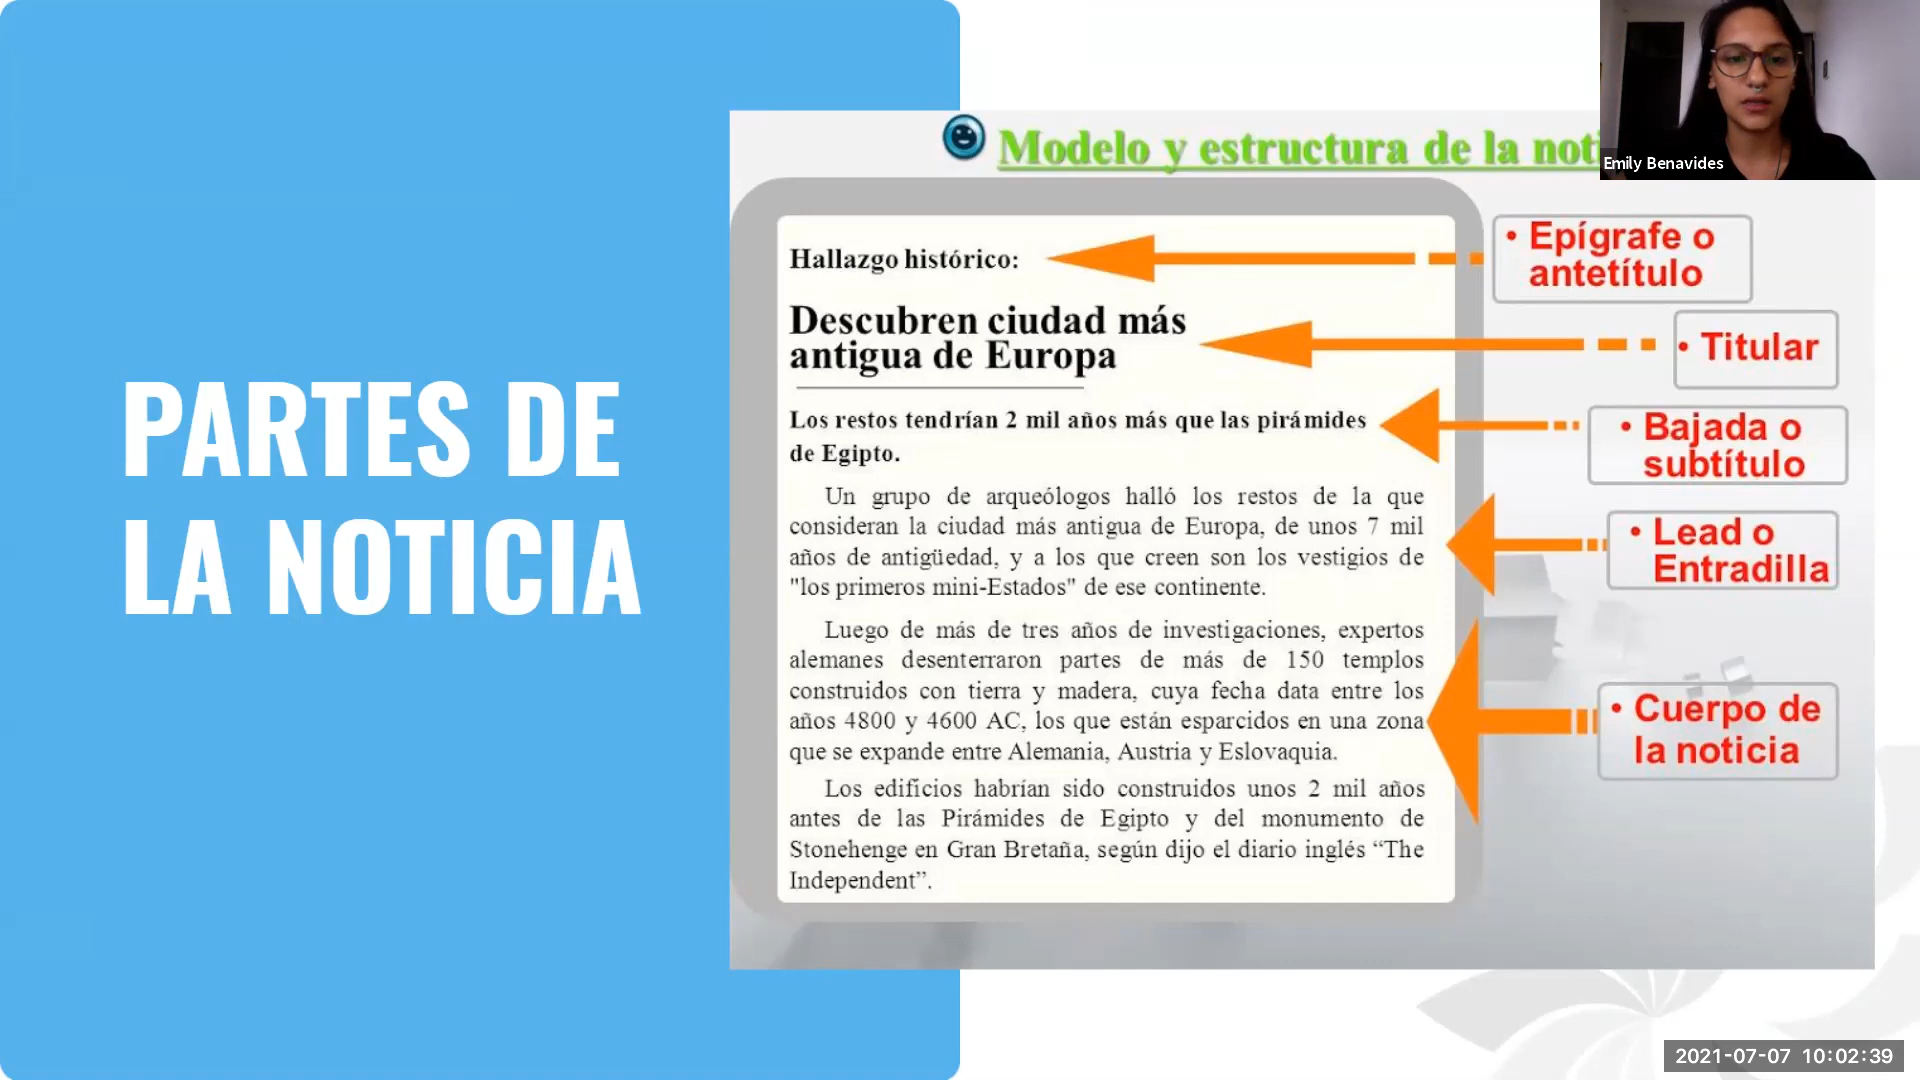 PARTES DE
LA NOTICIA
Modelo y estructura de la noti
Hallazgo histórico:
Descubren ciudad más
antigua de Europa
Los restos tendrían 2 mil años más que las pirámides
de Egipto.
Un grupo de arqueólogos halló los restos de la que
consideran la ciudad más antigua de Europa, de unos 7 mil
años de antigüedad, y a los que creen son los vestigios de
"los primeros mini-Estados" de ese continente.
Luego de más de tres años de investigaciones, expertos
alemanes desenterraron partes de más de 150 templos
construidos con tierra y madera, cuya fecha data entre los
años 4800 y 4600 AC, los que están esparcidos en una zona
que se expande entre Alemania, Austria y Eslovaquia.
Los edificios habrían sido construidos unos 2 mil años
antes de las Pirámides de Egipto y del monumento de
Stonehenge en Gran Bretaña, según dijo el diario inglés “The
Independent”.
• Epígrafe o
antetítulo
• Titular
• Bajada o
subtítulo
• Lead o
Entradilla
• Cuerpo de
la noticia
Emily Benavides
2021-07-07 10:02:39